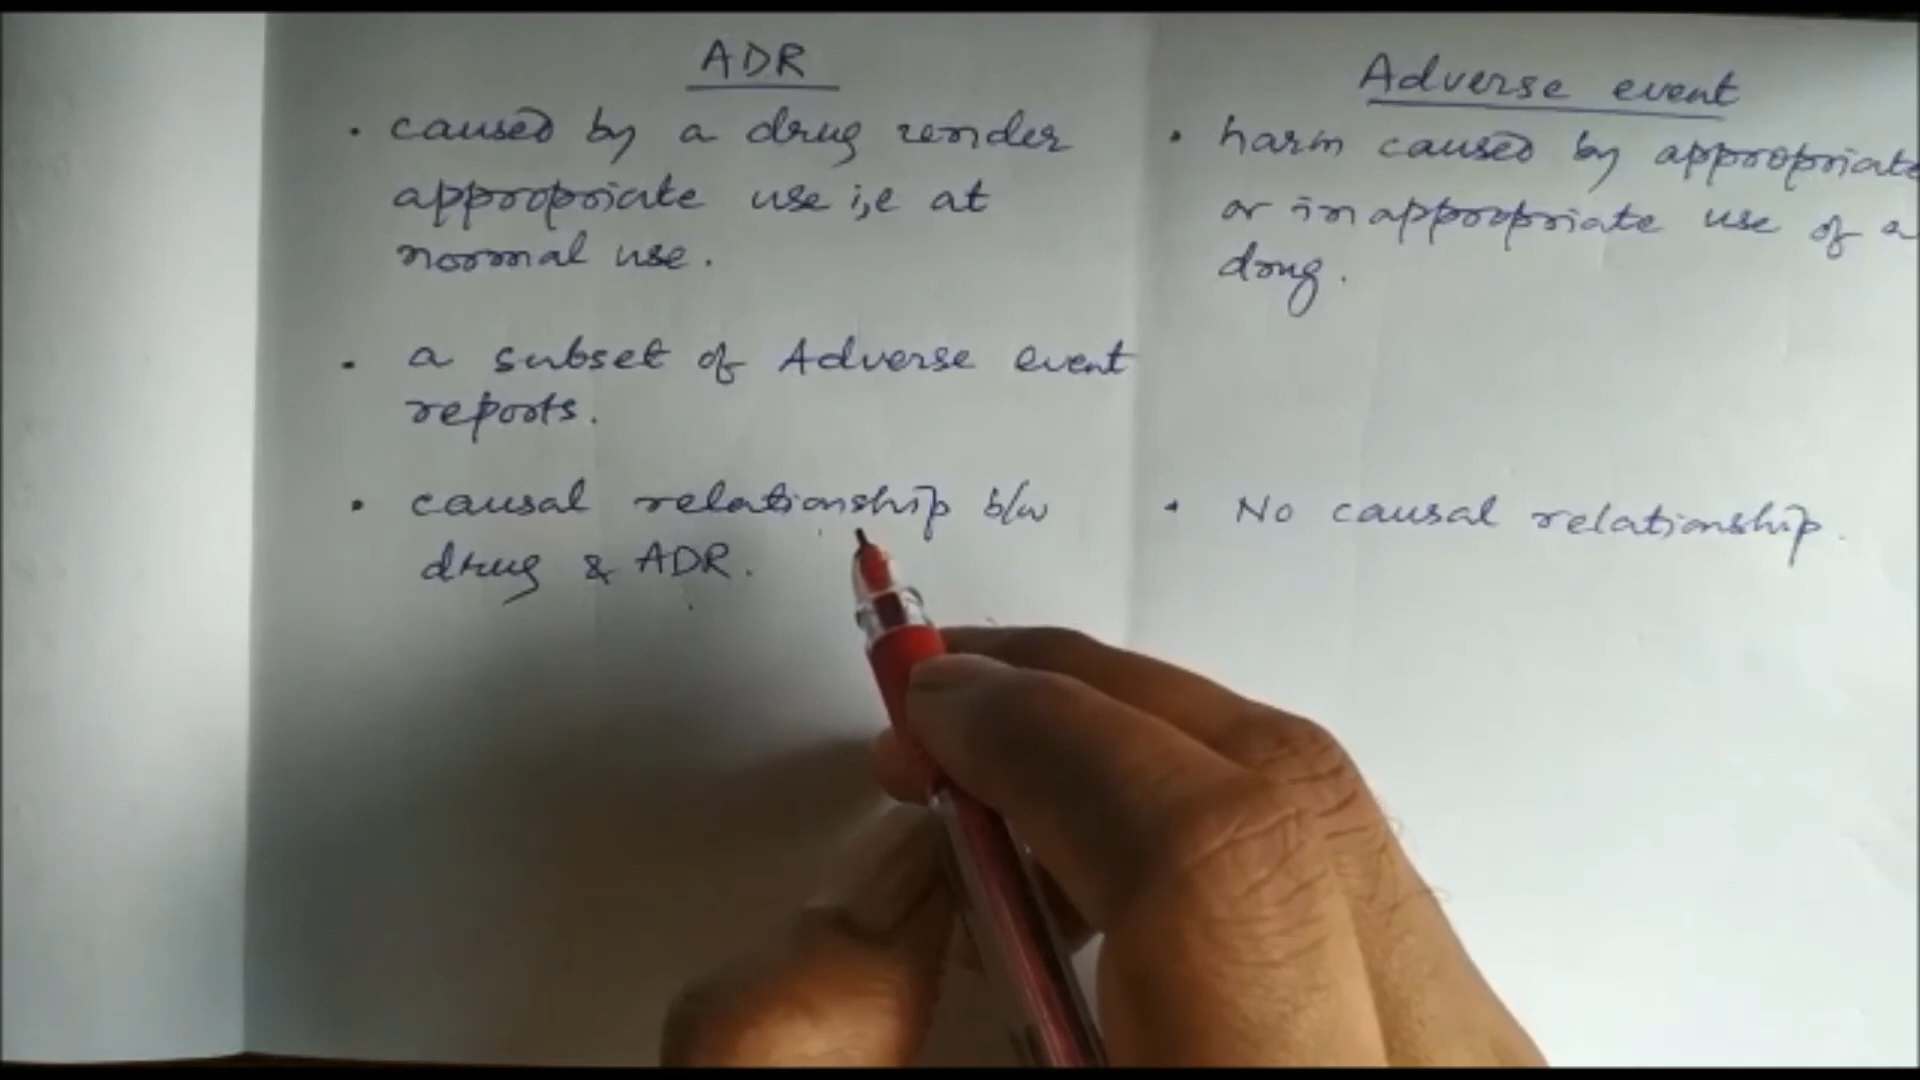 ADR
• caused by a drug under
appropriate use i,e at
normal use.
• a subset of Adverse event
reports.
• causal relationship b/w
drug & ADR.
Adverse event
• harm caused by appropriate
or inappropriate use of a
drug.
• No causal relationship.